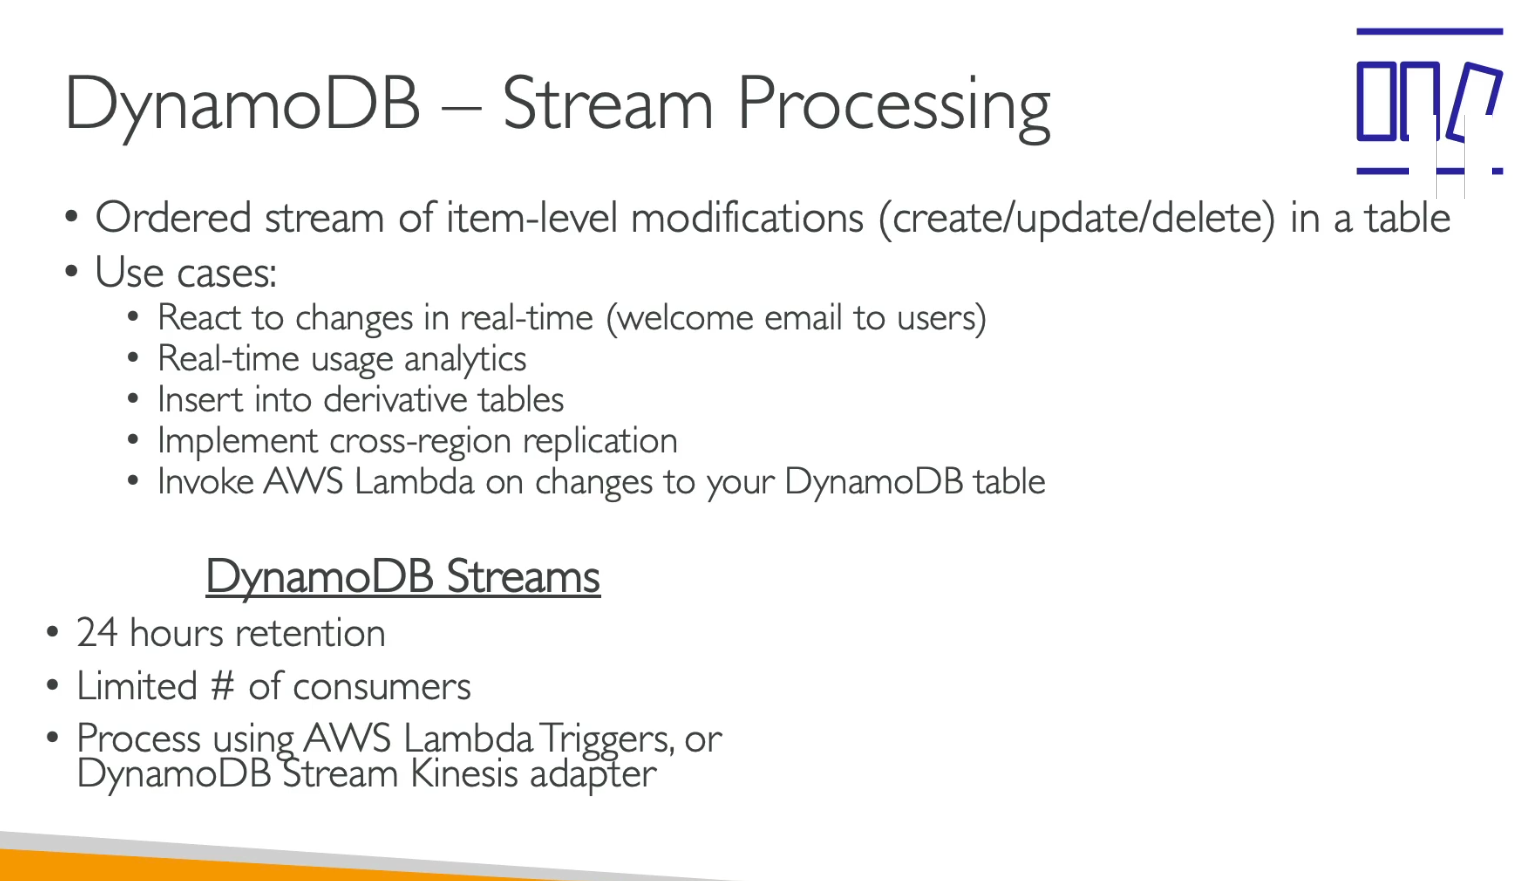 DynamoDB – Stream Processing
• Ordered stream of item-level modifications (create/update/delete) in a table
• Use cases:
• React to changes in real-time (welcome email to users)
• Real-time usage analytics
• Insert into derivative tables
• Implement cross-region replication
• Invoke AWS Lambda on changes to your DynamoDB table
DynamoDB Streams
• 24 hours retention
• Limited # of consumers
• Process using AWS Lambda Triggers, or
DynamoDB Stream Kinesis adapter